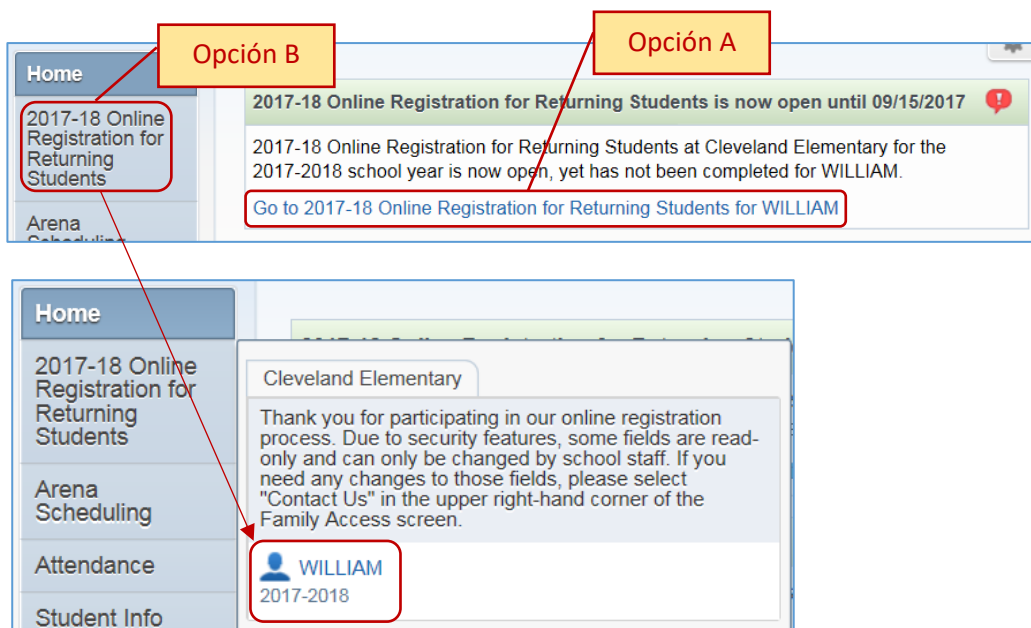 Opción B
Opción A
Home
2017-18 Online
Registration for
Returning
Students
Arena
Scheduling
2017-18 Online Registration for Returning Students is now open until 09/15/2017
2017-18 Online Registration for Returning Students at Cleveland Elementary for the
2017-2018 school year is now open, yet has not been completed for WILLIAM.
Go to 2017-18 Online Registration for Returning Students for WILLIAM
Home
2017-18 Online
Registration for
Returning
Students
Arena
Scheduling
Attendance
Student Info
Cleveland Elementary
Thank you for participating in our online registration
process. Due to security features, some fields are read-
only and can only be changed by school staff. If you
need any changes to those fields, please select
"Contact Us" in the upper right-hand corner of the
Family Access screen.
WILLIAM
2017-2018